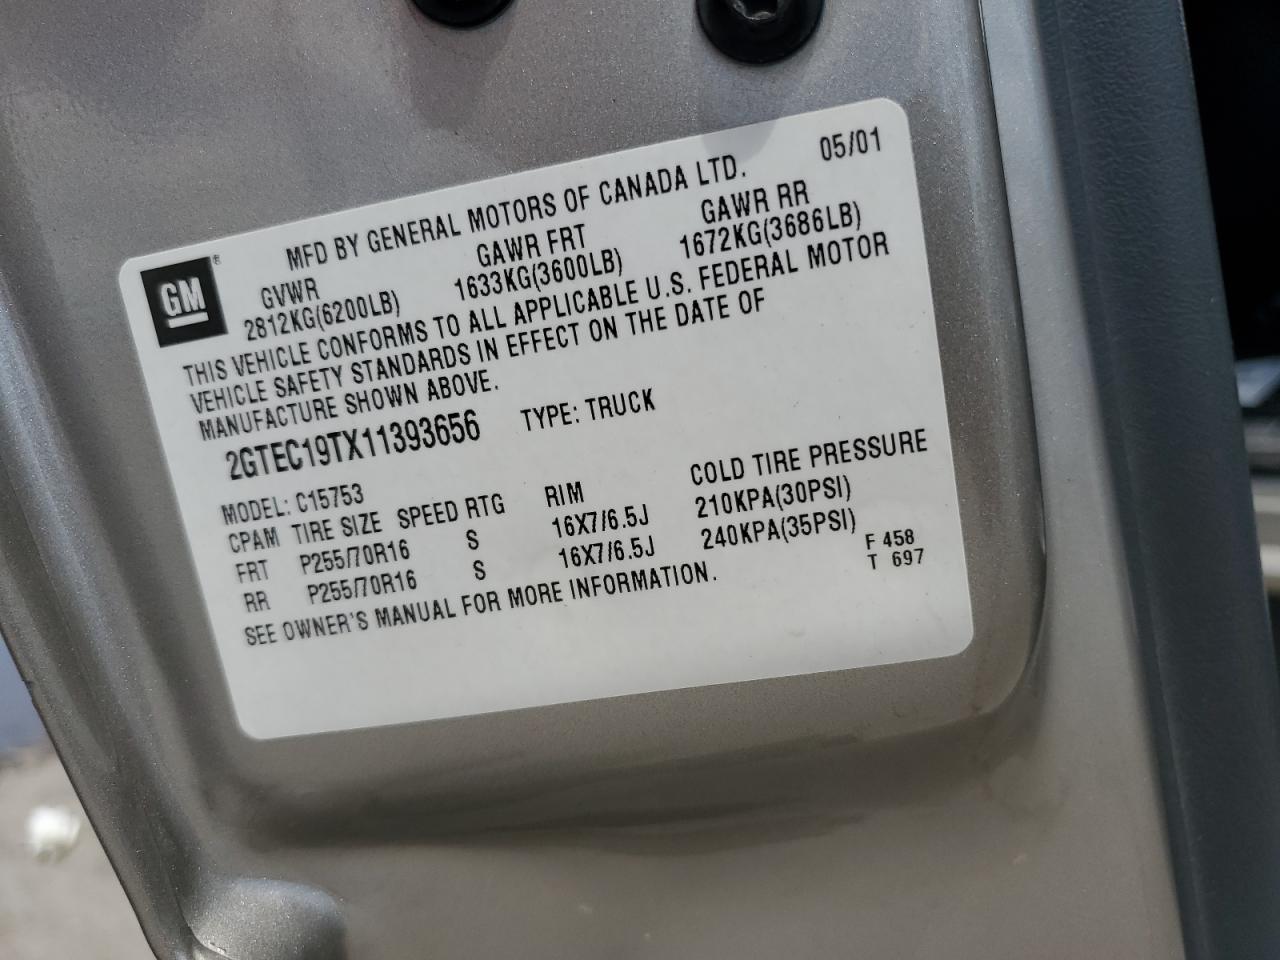 05/01
MFD BY GENERAL MOTORS OF CANADA LTD.
GM®
GVWR GAWR FRT GAWR RR
2812KG(6200LB) 1633KG(3600LB) 1672KG(3686LB)
THIS VEHICLE CONFORMS TO ALL APPLICABLE U.S. FEDERAL MOTOR
VEHICLE SAFETY STANDARDS IN EFFECT ON THE DATE OF
MANUFACTURE SHOWN ABOVE.
2GTEC19TX11393656 TYPE: TRUCK
MODEL: C15753
CPAM TIRE SIZE SPEED RTG RIM COLD TIRE PRESSURE
FRT P255/70R16 S 16X7/6.5J 210KPA(30PSI)
RR P255/70R16 S 16X7/6.5J 240KPA(35PSI)
SEE OWNER'S MANUAL FOR MORE INFORMATION.
F 458
T 697